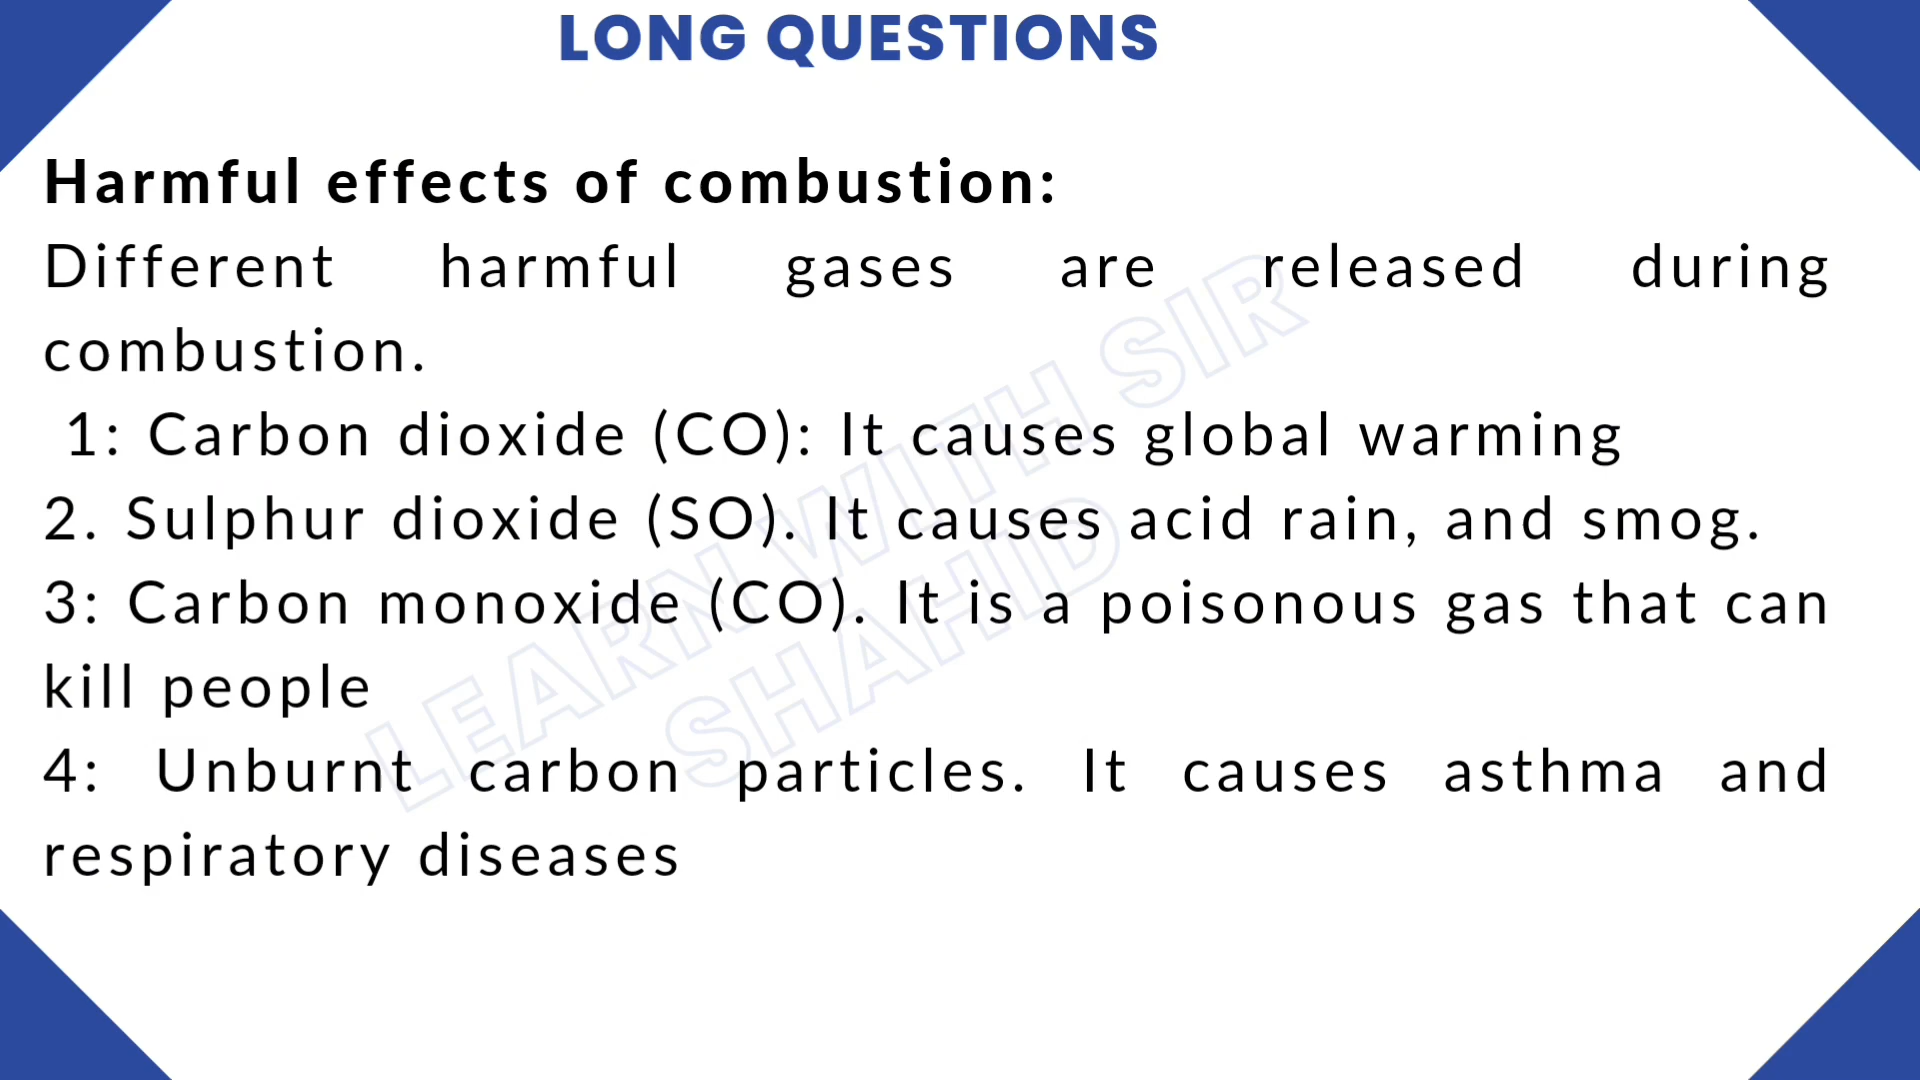 LONG QUESTIONS
Harmful effects of combustion:
Different harmful gases are released during
combustion.
1: Carbon dioxide (CO): It causes global warming
2. Sulphur dioxide (SO). It causes acid rain, and smog.
3: Carbon monoxide (CO). It is a poisonous gas that can
kill people
4: Unburnt carbon particles. It causes asthma and
respiratory diseases
LEARN WITH SIR
SHAHID